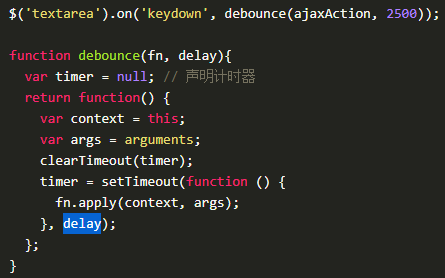 $('textarea').on('keydown', debounce(ajaxAction, 2500));
function debounce(fn, delay){
var timer = null; // 声明计时器
return function() {
var context = this;
var args = arguments;
clearTimeout(timer);
timer = setTimeout(function () {
fn.apply(context, args);
}, delay);
};
}